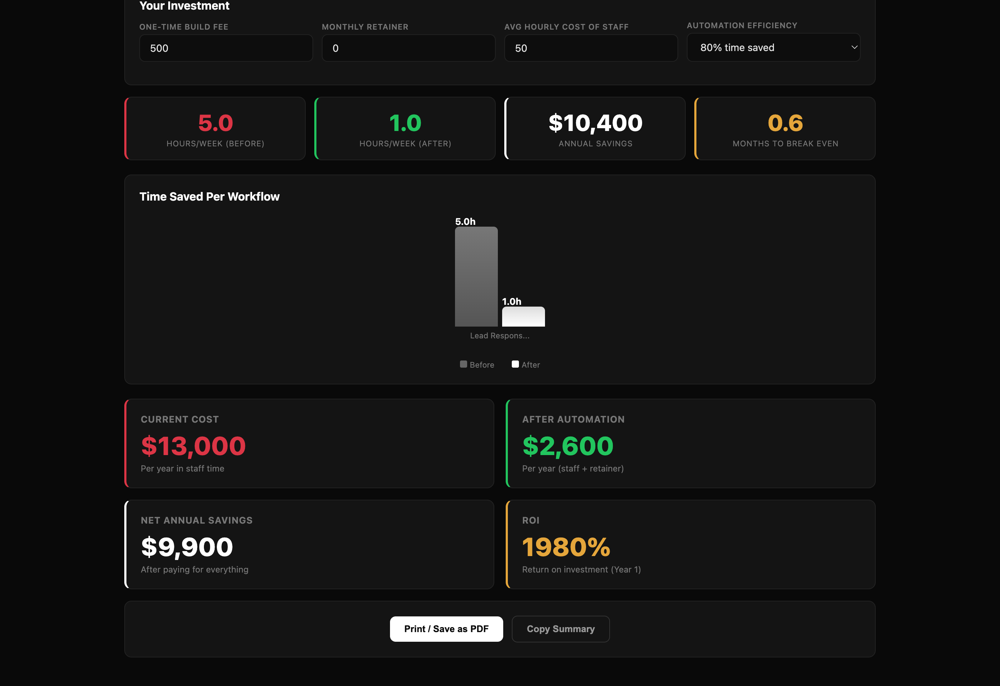 Your Investment
ONE-TIME BUILD FEE
MONTHLY RETAINER
AVG HOURLY COST OF STAFF
AUTOMATION EFFICIENCY
500
0
50
80% time saved
5.0
HOURS/WEEK (BEFORE)
1.0
HOURS/WEEK (AFTER)
$10,400
ANNUAL SAVINGS
0.6
MONTHS TO BREAK EVEN
Time Saved Per Workflow
5.0h
1.0h
Lead Respons...
Before
After
CURRENT COST
$13,000
Per year in staff time
AFTER AUTOMATION
$2,600
Per year (staff + retainer)
NET ANNUAL SAVINGS
$9,900
After paying for everything
ROI
1980%
Return on investment (Year 1)
Print / Save as PDF
Copy Summary